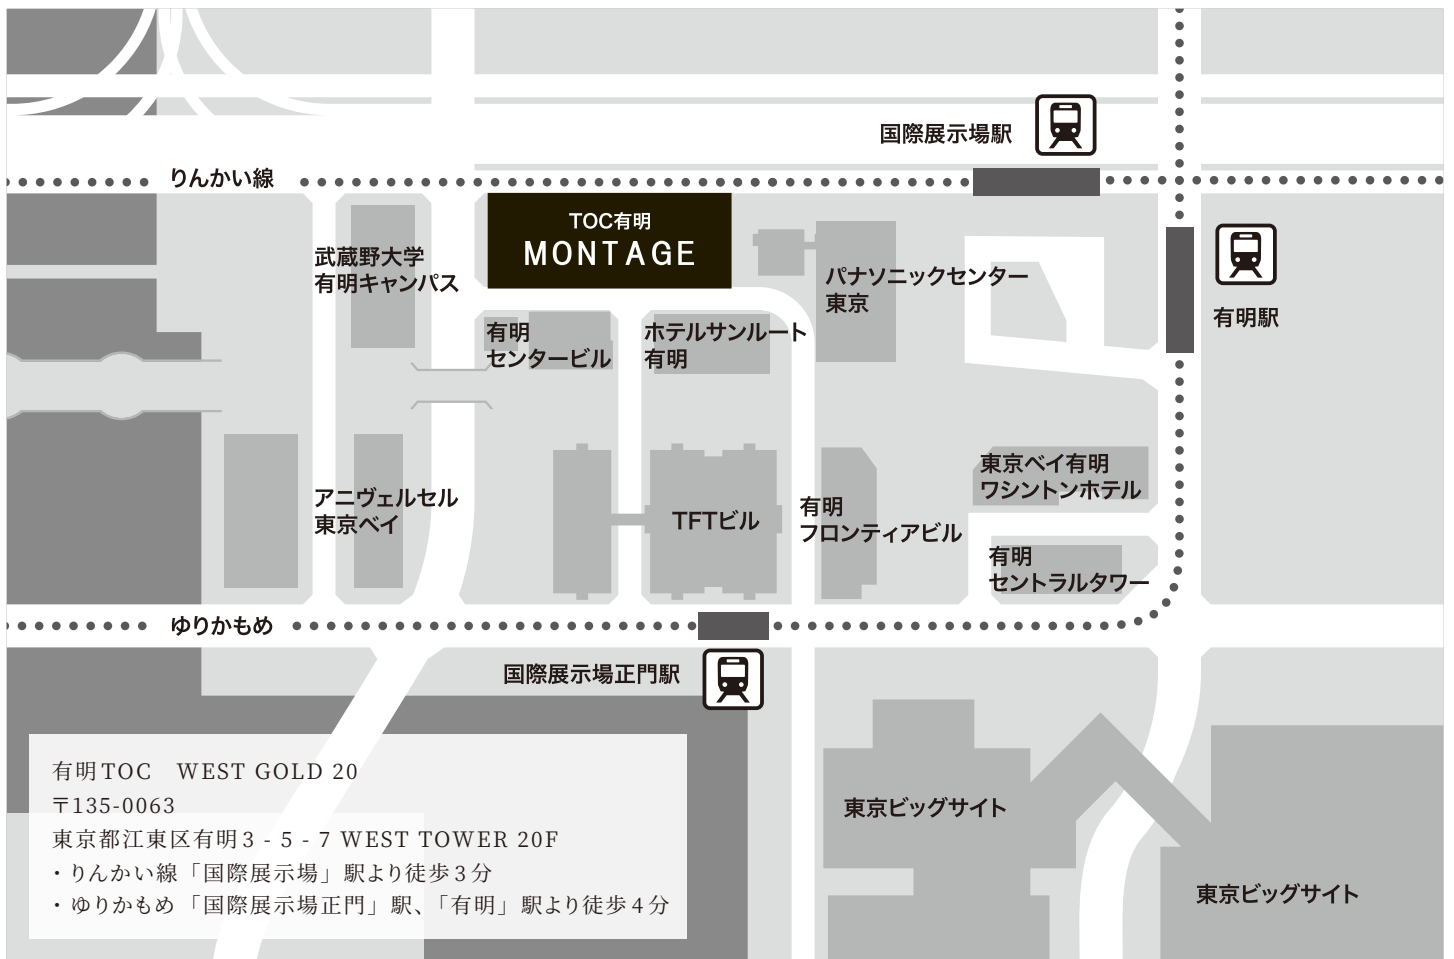 国際展示場駅
りんかい線
TOC有明
MONTAGE
武蔵野大学
有明キャンパス
パナソニックセンター
東京
有明駅
有明
センタービル
ホテルサンルート
有明
東京ベイ有明
ワシントンホテル
アニヴェルセル
東京ベイ
TFTビル
有明
フロンティアビル
有明
セントラルタワー
ゆりかもめ
国際展示場正門駅
有明TOC　WEST GOLD 20
〒135-0063
東京都江東区有明3 - 5 - 7 WEST TOWER 20F
・りんかい線「国際展示場」駅より徒歩３分
・ゆりかもめ「国際展示場正門」駅、「有明」駅より徒歩４分
東京ビッグサイト
東京ビッグサイト